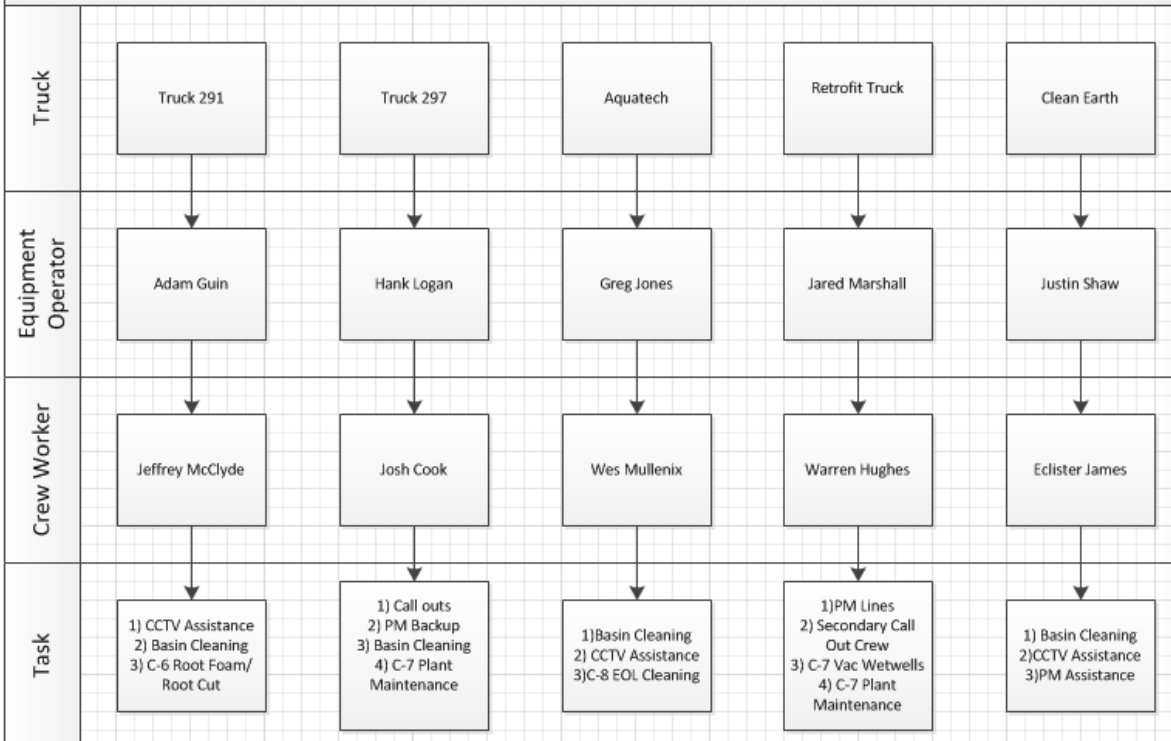 Truck
Truck 291
Truck 297
Aquatech
Retrofit Truck
Clean Earth
Equipment
Operator
Adam Guin
Hank Logan
Greg Jones
Jared Marshall
Justin Shaw
Crew Worker
Jeffrey McClyde
Josh Cook
Wes Mullenix
Warren Hughes
Eclister James
Task
1) CCTV Assistance
2) Basin Cleaning
3) C-6 Root Foam/
Root Cut
1) Call outs
2) PM Backup
3) Basin Cleaning
4) C-7 Plant
Maintenance
1)Basin Cleaning
2) CCTV Assistance
3)C-8 EOL Cleaning
1)PM Lines
2) Secondary Call
Out Crew
3) C-7 Vac Wetwells
4) C-7 Plant
Maintenance
1) Basin Cleaning
2)CCTV Assistance
3)PM Assistance